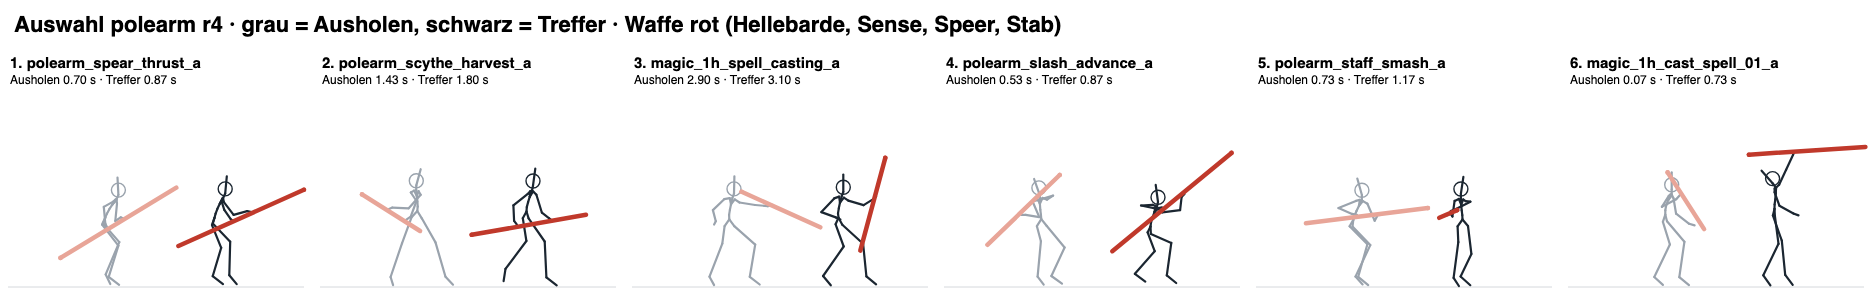 Auswahl polearm r4 · grau = Ausholen, schwarz = Treffer · Waffe rot (Hellebarde, Sense, Speer, Stab)
1. polearm_spear_thrust_a
Ausholen 0.70 s · Treffer 0.87 s
2. polearm_scythe_harvest_a
Ausholen 1.43 s · Treffer 1.80 s
3. magic_1h_spell_casting_a
Ausholen 2.90 s · Treffer 3.10 s
4. polearm_slash_advance_a
Ausholen 0.53 s · Treffer 0.87 s
5. polearm_staff_smash_a
Ausholen 0.73 s · Treffer 1.17 s
6. magic_1h_cast_spell_01_a
Ausholen 0.07 s · Treffer 0.73 s